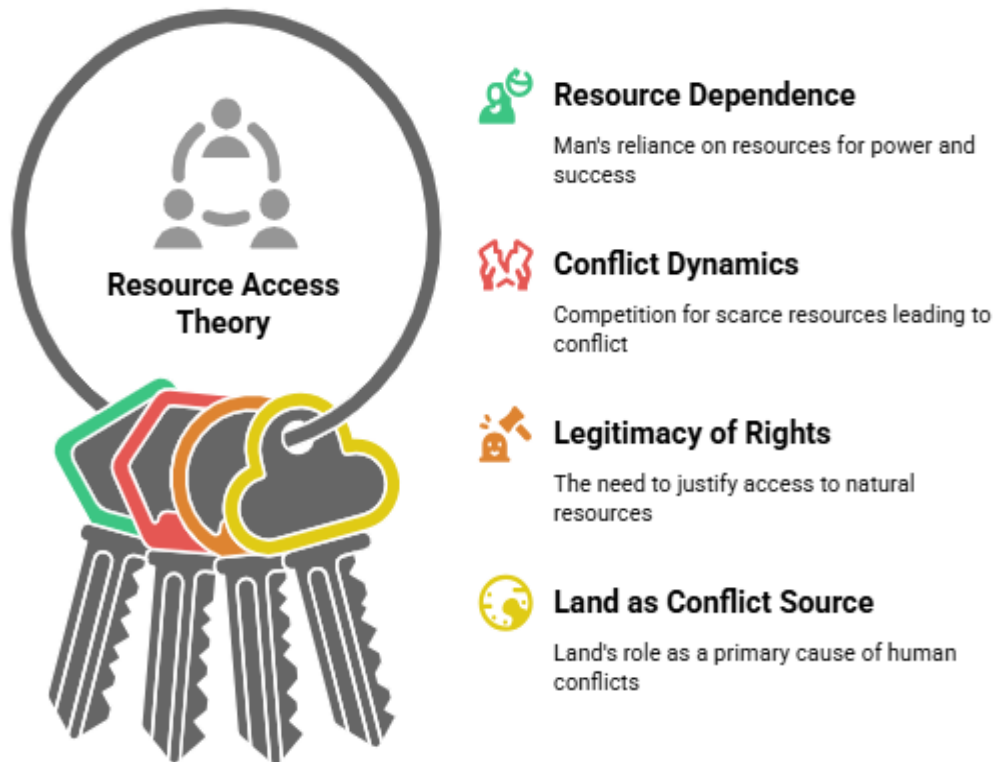 Resource Access
Theory
Resource Dependence
Man's reliance on resources for power and
success
Conflict Dynamics
Competition for scarce resources leading to
conflict
Legitimacy of Rights
The need to justify access to natural
resources
Land as Conflict Source
Land's role as a primary cause of human
conflicts